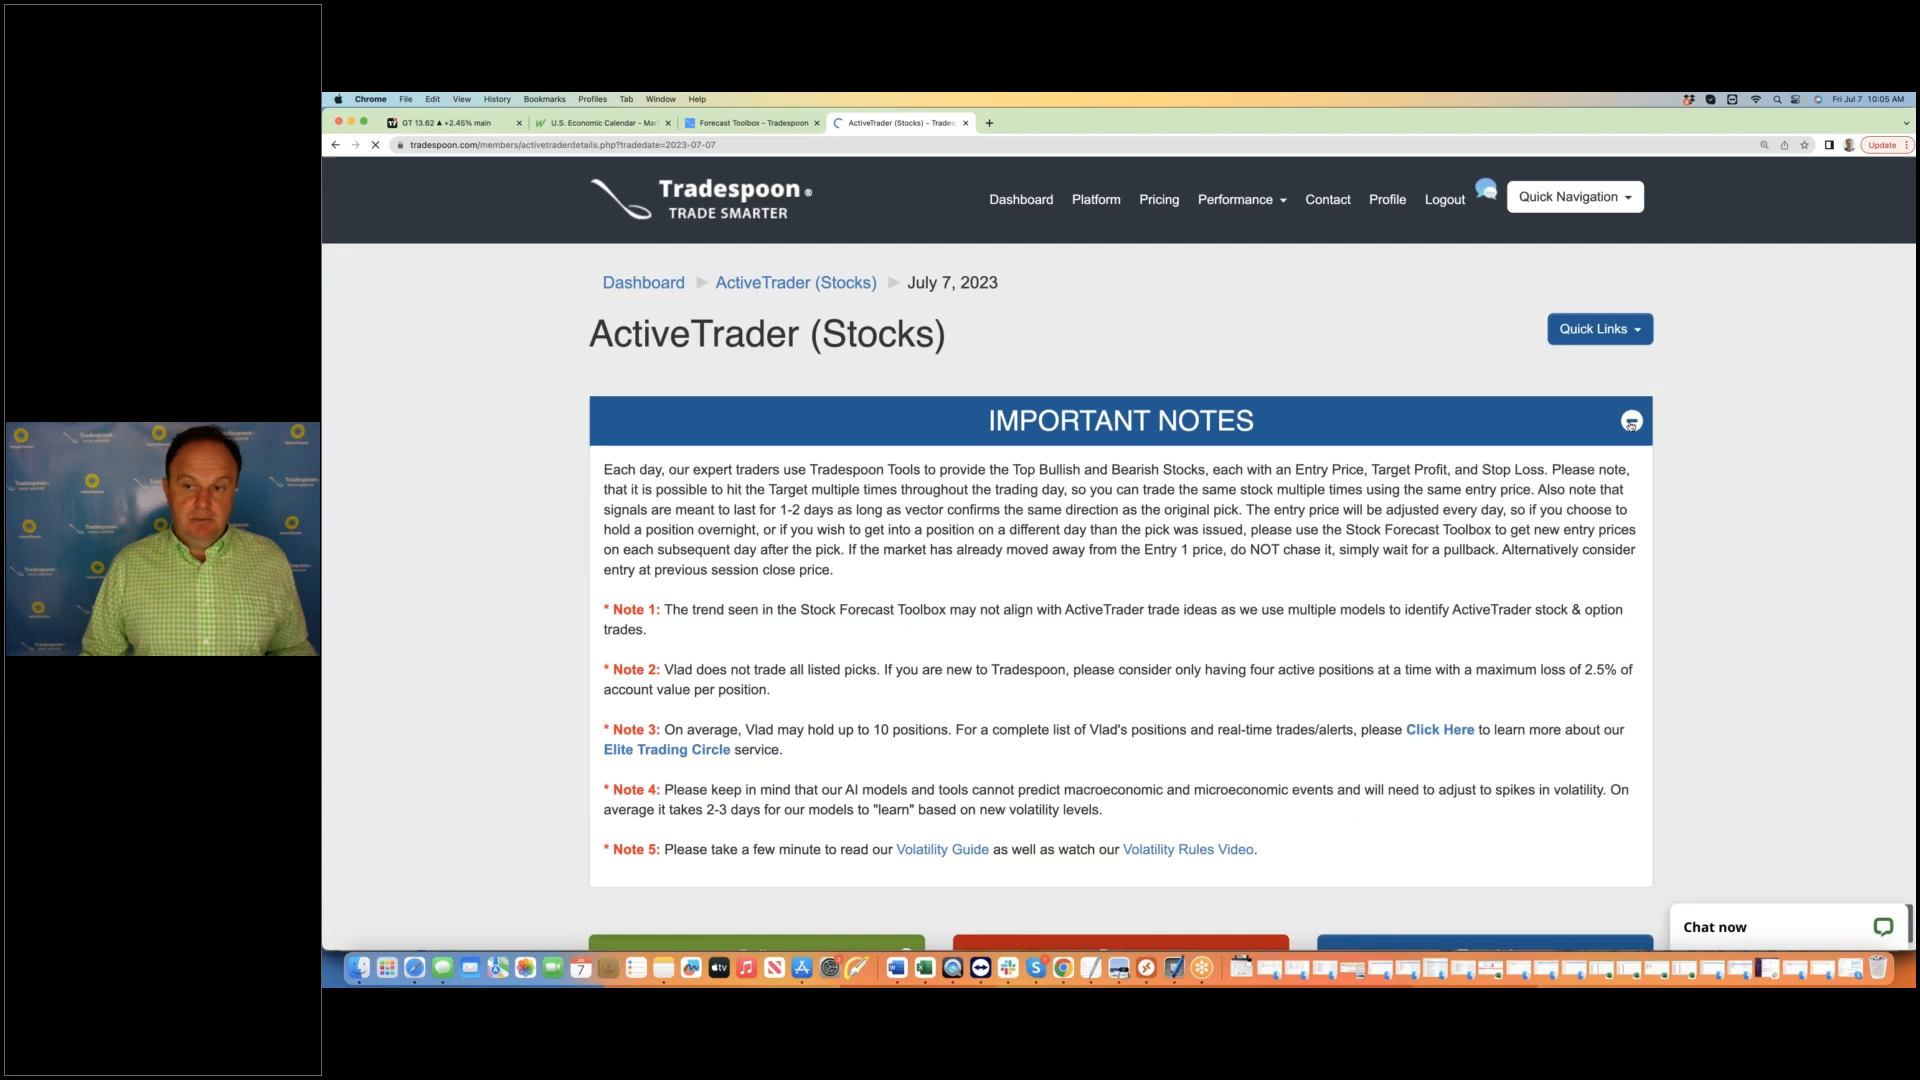 Chrome File Edit View History Bookmarks Profiles Tab Window Help
Fri Jul 7 10:05 AM
GT 13.62 ▲ +2.45% main
U.S. Economic Calendar - Mar
Forecast Toolbox - Tradespoon
ActiveTrader (Stocks) - Trades
tradespoon.com/members/activetraderdetails.php?tradedate=2023-07-07
Update
Tradespoon®
TRADE SMARTER
Dashboard Platform Pricing Performance Contact Profile Logout Quick Navigation
Dashboard ActiveTrader (Stocks) July 7, 2023
ActiveTrader (Stocks)
Quick Links
IMPORTANT NOTES
Each day, our expert traders use Tradespoon Tools to provide the Top Bullish and Bearish Stocks, each with an Entry Price, Target Profit, and Stop Loss. Please note,
that it is possible to hit the Target multiple times throughout the trading day, so you can trade the same stock multiple times using the same entry price. Also note that
signals are meant to last for 1-2 days as long as vector confirms the same direction as the original pick. The entry price will be adjusted every day, so if you choose to
hold a position overnight, or if you wish to get into a position on a different day than the pick was issued, please use the Stock Forecast Toolbox to get new entry prices
on each subsequent day after the pick. If the market has already moved away from the Entry 1 price, do NOT chase it, simply wait for a pullback. Alternatively consider
entry at previous session close price.
* Note 1: The trend seen in the Stock Forecast Toolbox may not align with ActiveTrader trade ideas as we use multiple models to identify ActiveTrader stock & option
trades.
* Note 2: Vlad does not trade all listed picks. If you are new to Tradespoon, please consider only having four active positions at a time with a maximum loss of 2.5% of
account value per position.
* Note 3: On average, Vlad may hold up to 10 positions. For a complete list of Vlad's positions and real-time trades/alerts, please Click Here to learn more about our
Elite Trading Circle service.
* Note 4: Please keep in mind that our AI models and tools cannot predict macroeconomic and microeconomic events and will need to adjust to spikes in volatility. On
average it takes 2-3 days for our models to "learn" based on new volatility levels.
* Note 5: Please take a few minute to read our Volatility Guide as well as watch our Volatility Rules Video.
Chat now